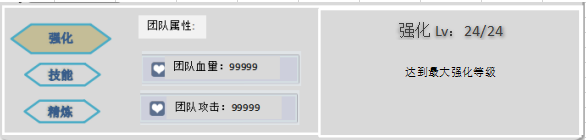 强化
技能
精炼
团队属性:
团队血量：99999
团队攻击：99999
强化 Lv：24/24
达到最大强化等级